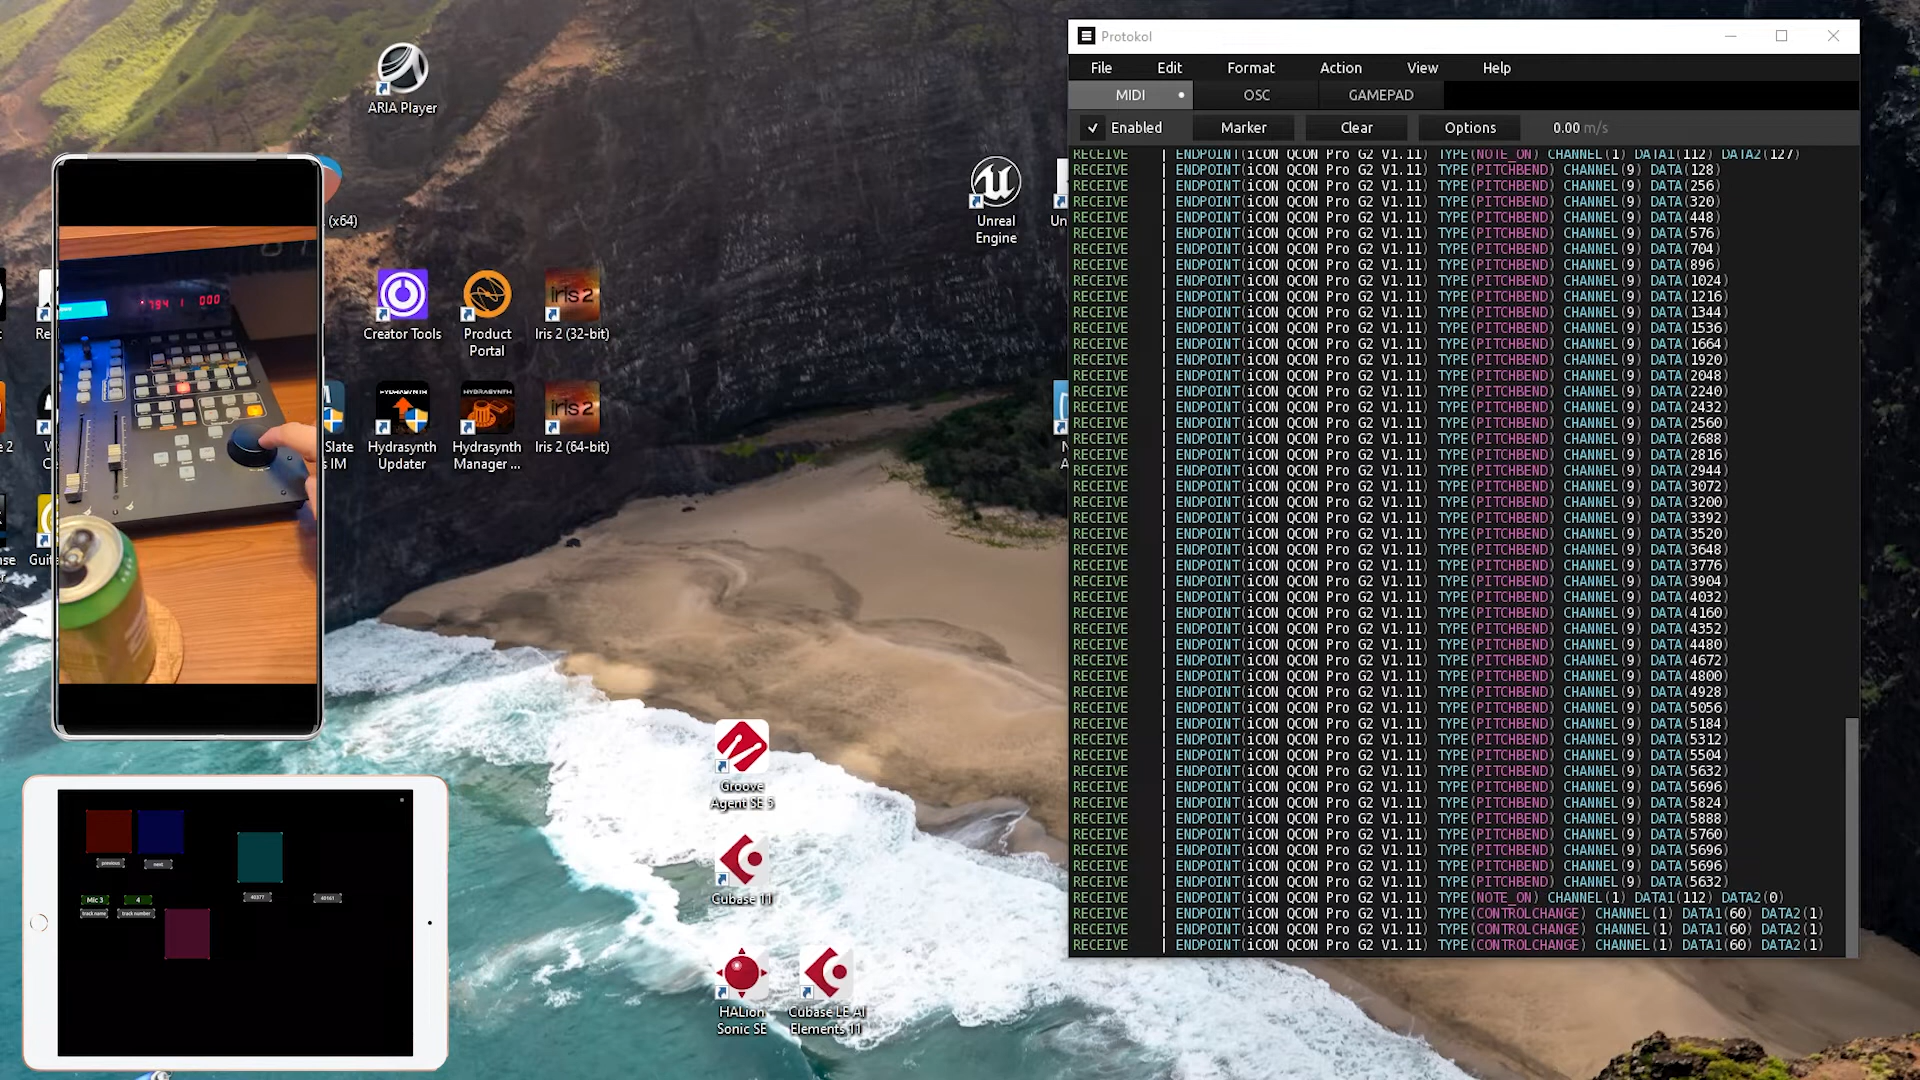 ARIA Player
(x64)
Unreal
Engine
Un
Creator Tools
Product
Portal
Iris 2 (32-bit)
iris2
Re
794 1 000
HYDRASYNTH
Hydrasynth
Updater
HYDRASYNTH
Hydrasynth
Manager ...
iris2
Iris 2 (64-bit)
Slate
IM
e 2
W
C
N
A
Guita
se
Groove
Agent SE 5
Cubase 11
HALion
Sonic SE
Cubase LE AI
Elements 11
previous
next
40377
40161
Mic 3
4
track name
track number
Protokol
File Edit Format Action View Help
MIDI OSC GAMEPAD
Enabled Marker Clear Options 0.00 m/s
RECEIVE | ENDPOINT(iCON QCON Pro G2 V1.11) TYPE(NOTE_ON) CHANNEL(1) DATA1(112) DATA2(127)
RECEIVE | ENDPOINT(iCON QCON Pro G2 V1.11) TYPE(PITCHBEND) CHANNEL(9) DATA(128)
RECEIVE | ENDPOINT(iCON QCON Pro G2 V1.11) TYPE(PITCHBEND) CHANNEL(9) DATA(256)
RECEIVE | ENDPOINT(iCON QCON Pro G2 V1.11) TYPE(PITCHBEND) CHANNEL(9) DATA(320)
RECEIVE | ENDPOINT(iCON QCON Pro G2 V1.11) TYPE(PITCHBEND) CHANNEL(9) DATA(448)
RECEIVE | ENDPOINT(iCON QCON Pro G2 V1.11) TYPE(PITCHBEND) CHANNEL(9) DATA(576)
RECEIVE | ENDPOINT(iCON QCON Pro G2 V1.11) TYPE(PITCHBEND) CHANNEL(9) DATA(704)
RECEIVE | ENDPOINT(iCON QCON Pro G2 V1.11) TYPE(PITCHBEND) CHANNEL(9) DATA(896)
RECEIVE | ENDPOINT(iCON QCON Pro G2 V1.11) TYPE(PITCHBEND) CHANNEL(9) DATA(1024)
RECEIVE | ENDPOINT(iCON QCON Pro G2 V1.11) TYPE(PITCHBEND) CHANNEL(9) DATA(1216)
RECEIVE | ENDPOINT(iCON QCON Pro G2 V1.11) TYPE(PITCHBEND) CHANNEL(9) DATA(1344)
RECEIVE | ENDPOINT(iCON QCON Pro G2 V1.11) TYPE(PITCHBEND) CHANNEL(9) DATA(1536)
RECEIVE | ENDPOINT(iCON QCON Pro G2 V1.11) TYPE(PITCHBEND) CHANNEL(9) DATA(1664)
RECEIVE | ENDPOINT(iCON QCON Pro G2 V1.11) TYPE(PITCHBEND) CHANNEL(9) DATA(1920)
RECEIVE | ENDPOINT(iCON QCON Pro G2 V1.11) TYPE(PITCHBEND) CHANNEL(9) DATA(2048)
RECEIVE | ENDPOINT(iCON QCON Pro G2 V1.11) TYPE(PITCHBEND) CHANNEL(9) DATA(2240)
RECEIVE | ENDPOINT(iCON QCON Pro G2 V1.11) TYPE(PITCHBEND) CHANNEL(9) DATA(2432)
RECEIVE | ENDPOINT(iCON QCON Pro G2 V1.11) TYPE(PITCHBEND) CHANNEL(9) DATA(2560)
RECEIVE | ENDPOINT(iCON QCON Pro G2 V1.11) TYPE(PITCHBEND) CHANNEL(9) DATA(2688)
RECEIVE | ENDPOINT(iCON QCON Pro G2 V1.11) TYPE(PITCHBEND) CHANNEL(9) DATA(2816)
RECEIVE | ENDPOINT(iCON QCON Pro G2 V1.11) TYPE(PITCHBEND) CHANNEL(9) DATA(2944)
RECEIVE | ENDPOINT(iCON QCON Pro G2 V1.11) TYPE(PITCHBEND) CHANNEL(9) DATA(3072)
RECEIVE | ENDPOINT(iCON QCON Pro G2 V1.11) TYPE(PITCHBEND) CHANNEL(9) DATA(3200)
RECEIVE | ENDPOINT(iCON QCON Pro G2 V1.11) TYPE(PITCHBEND) CHANNEL(9) DATA(3392)
RECEIVE | ENDPOINT(iCON QCON Pro G2 V1.11) TYPE(PITCHBEND) CHANNEL(9) DATA(3520)
RECEIVE | ENDPOINT(iCON QCON Pro G2 V1.11) TYPE(PITCHBEND) CHANNEL(9) DATA(3648)
RECEIVE | ENDPOINT(iCON QCON Pro G2 V1.11) TYPE(PITCHBEND) CHANNEL(9) DATA(3776)
RECEIVE | ENDPOINT(iCON QCON Pro G2 V1.11) TYPE(PITCHBEND) CHANNEL(9) DATA(3904)
RECEIVE | ENDPOINT(iCON QCON Pro G2 V1.11) TYPE(PITCHBEND) CHANNEL(9) DATA(4032)
RECEIVE | ENDPOINT(iCON QCON Pro G2 V1.11) TYPE(PITCHBEND) CHANNEL(9) DATA(4160)
RECEIVE | ENDPOINT(iCON QCON Pro G2 V1.11) TYPE(PITCHBEND) CHANNEL(9) DATA(4352)
RECEIVE | ENDPOINT(iCON QCON Pro G2 V1.11) TYPE(PITCHBEND) CHANNEL(9) DATA(4480)
RECEIVE | ENDPOINT(iCON QCON Pro G2 V1.11) TYPE(PITCHBEND) CHANNEL(9) DATA(4672)
RECEIVE | ENDPOINT(iCON QCON Pro G2 V1.11) TYPE(PITCHBEND) CHANNEL(9) DATA(4800)
RECEIVE | ENDPOINT(iCON QCON Pro G2 V1.11) TYPE(PITCHBEND) CHANNEL(9) DATA(4928)
RECEIVE | ENDPOINT(iCON QCON Pro G2 V1.11) TYPE(PITCHBEND) CHANNEL(9) DATA(5056)
RECEIVE | ENDPOINT(iCON QCON Pro G2 V1.11) TYPE(PITCHBEND) CHANNEL(9) DATA(5184)
RECEIVE | ENDPOINT(iCON QCON Pro G2 V1.11) TYPE(PITCHBEND) CHANNEL(9) DATA(5312)
RECEIVE | ENDPOINT(iCON QCON Pro G2 V1.11) TYPE(PITCHBEND) CHANNEL(9) DATA(5504)
RECEIVE | ENDPOINT(iCON QCON Pro G2 V1.11) TYPE(PITCHBEND) CHANNEL(9) DATA(5632)
RECEIVE | ENDPOINT(iCON QCON Pro G2 V1.11) TYPE(PITCHBEND) CHANNEL(9) DATA(5696)
RECEIVE | ENDPOINT(iCON QCON Pro G2 V1.11) TYPE(PITCHBEND) CHANNEL(9) DATA(5824)
RECEIVE | ENDPOINT(iCON QCON Pro G2 V1.11) TYPE(PITCHBEND) CHANNEL(9) DATA(5888)
RECEIVE | ENDPOINT(iCON QCON Pro G2 V1.11) TYPE(PITCHBEND) CHANNEL(9) DATA(5760)
RECEIVE | ENDPOINT(iCON QCON Pro G2 V1.11) TYPE(PITCHBEND) CHANNEL(9) DATA(5696)
RECEIVE | ENDPOINT(iCON QCON Pro G2 V1.11) TYPE(PITCHBEND) CHANNEL(9) DATA(5696)
RECEIVE | ENDPOINT(iCON QCON Pro G2 V1.11) TYPE(PITCHBEND) CHANNEL(9) DATA(5632)
RECEIVE | ENDPOINT(iCON QCON Pro G2 V1.11) TYPE(NOTE_ON) CHANNEL(1) DATA1(112) DATA2(0)
RECEIVE | ENDPOINT(iCON QCON Pro G2 V1.11) TYPE(CONTROLCHANGE) CHANNEL(1) DATA1(60) DATA2(1)
RECEIVE | ENDPOINT(iCON QCON Pro G2 V1.11) TYPE(CONTROLCHANGE) CHANNEL(1) DATA1(60) DATA2(1)
RECEIVE | ENDPOINT(iCON QCON Pro G2 V1.11) TYPE(CONTROLCHANGE) CHANNEL(1) DATA1(60) DATA2(1)